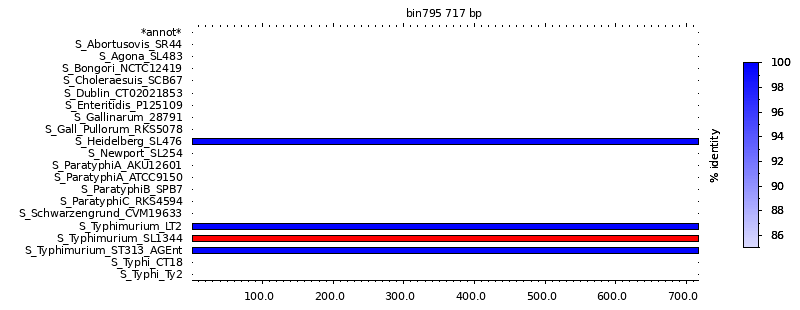 bin795 717 bp
*annot*
S_Abortusovis_SR44
S_Agona_SL483
S_Bongori_NCTC12419
S_Choleraesuis_SCB67
S_Dublin_CT02021853
S_Enteritidis_P125109
S_Gallinarum_28791
S_Gall_Pullorum_RKS5078
S_Heidelberg_SL476
S_Newport_SL254
S_ParatyphiA_AKU12601
S_ParatyphiA_ATCC9150
S_ParatyphiB_SPB7
S_ParatyphiC_RKS4594
S_Schwarzengrund_CVM19633
S_Typhimurium_LT2
S_Typhimurium_SL1344
S_Typhimurium_ST313_AGEnt
S_Typhi_CT18
S_Typhi_Ty2
100.0 200.0 300.0 400.0 500.0 600.0 700.0
% identity
100
98
96
94
92
90
88
86